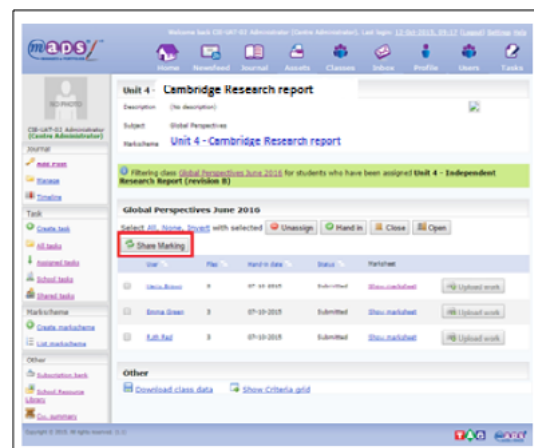 Welcome back CIE-UAT-02 Administrator (Centre Administrator). Last login: 12-Oct-2015, 09:17 (Logout) Settings Help
maps
Home Newsfeed Journal Assets Classes Inbox Profile Users Tasks
NO PHOTO
CIE-UAT-02 Administrator
(Centre Administrator)
Journal
Add Post
Manage
Timeline
Task
Create task
All tasks
Assigned tasks
School tasks
Shared tasks
Markscheme
Create markscheme
List markschemes
Other
Subscription bank
School Resource
Library
Unit 4 - Cambridge Research report
Description (No description)
Subject Global Perspectives
Markscheme Unit 4 - Cambridge Research report
Filtering class Global Perspectives June 2016 for students who have been assigned Unit 4 - Independent
Research Report (revision 8)
Global Perspectives June 2016
Select All, None, Invert with selected Unassign Hand in Close Open
Share Marking
User Files Hand in date Status Marksheet
07-10-2015 Submitted Show marksheet Upload work
Emma Green 3 07-10-2015 Submitted Show marksheet Upload work
Ruth Red 3 07-10-2015 Submitted Show marksheet Upload work
Other
Download class data Show Criteria grid